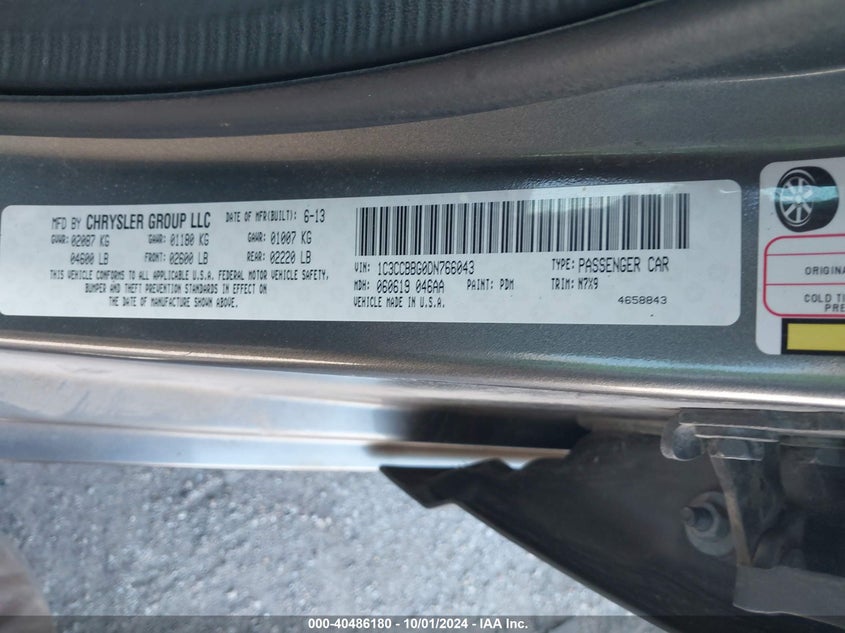 MFD BY CHRYSLER GROUP LLC DATE OF MFR(BUILT): 6-13
GVWR: 02087 KG GAWR: 01180 KG GAWR: 01007 KG
04600 LB FRONT: 02600 LB REAR: 02220 LB
THIS VEHICLE CONFORMS TO ALL APPLICABLE U.S.A. FEDERAL MOTOR VEHICLE SAFETY,
BUMPER AND THEFT PREVENTION STANDARDS IN EFFECT ON
THE DATE OF MANUFACTURE SHOWN ABOVE.
VIN: 1C3CCBBG0DN766043 TYPE: PASSENGER CAR
MDH: 060619 046AA PAINT: PDM TRIM: N7X9
VEHICLE MADE IN U.S.A. 4658843
ORIGINA
COLD TI
PRE
000-40486180 - 10/01/2024 - IAA Inc.